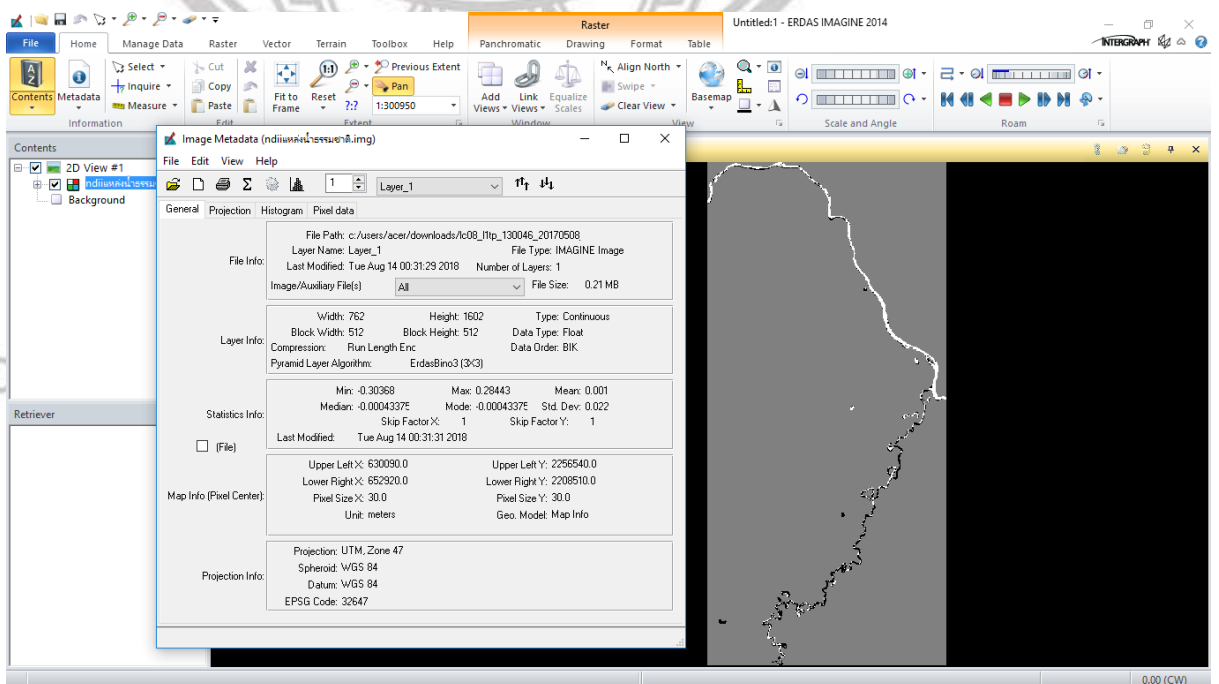 Raster
Untitled:1 - ERDAS IMAGINE 2014
File Home Manage Data Raster Vector Terrain Toolbox Help Panchromatic Drawing Format Table
INTERGRAPH
Contents
Metadata
Select
Inquire
Measure
Information
Cut
Copy
Paste
Edit
Fit to Frame
1:1
Reset
?:?
Previous Extent
Pan
1:300950
Extent
Add Views
Link Views
Equalize Scales
Window
Align North
Swipe
Clear View
Basemap
View
Scale and Angle
Roam
Contents
2D View #1
ndiiแหล่งน้ำธรรม
Background
Retriever
Image Metadata (ndiiแหล่งน้ำธรรมชาติ.img)
File Edit View Help
1 Layer_1
General Projection Histogram Pixel data
File Info:
File Path: c:/users/acer/downloads/lc08_l1tp_130046_20170508
Layer Name: Layer_1 File Type: IMAGINE Image
Last Modified: Tue Aug 14 00:31:29 2018 Number of Layers: 1
Image/Auxiliary File(s) All File Size: 0.21 MB
Layer Info:
Width: 762 Height: 1602 Type: Continuous
Block Width: 512 Block Height: 512 Data Type: Float
Compression: Run Length Enc Data Order: BIK
Pyramid Layer Algorithm: ErdasBino3 (3X3)
Statistics Info:
(File)
Min: -0.30368 Max: 0.28443 Mean: 0.001
Median: -0.00043375 Mode: -0.00043375 Std. Dev: 0.022
Skip Factor X: 1 Skip Factor Y: 1
Last Modified: Tue Aug 14 00:31:31 2018
Map Info (Pixel Center):
Upper Left X: 630090.0 Upper Left Y: 2256540.0
Lower Right X: 652920.0 Lower Right Y: 2208510.0
Pixel Size X: 30.0 Pixel Size Y: 30.0
Unit: meters Geo. Model: Map Info
Projection Info:
Projection: UTM, Zone 47
Spheroid: WGS 84
Datum: WGS 84
EPSG Code: 32647
0.00 (CW)